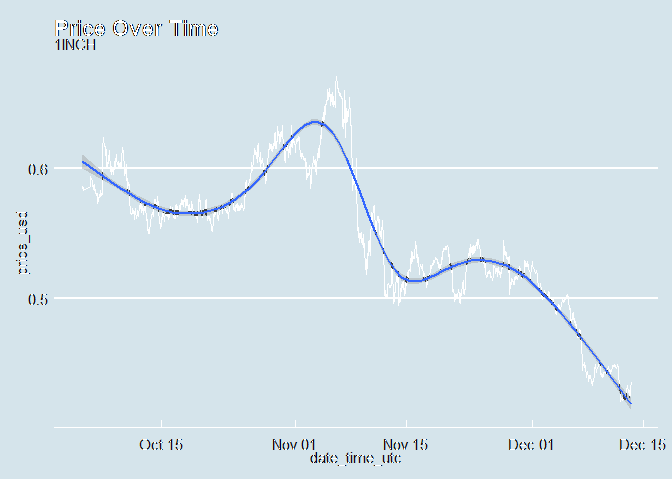 Price Over Time
1INCH
price_usd
0.6
0.5
Oct 15 Nov 01 Nov 15 Dec 01 Dec 15
date_time_utc